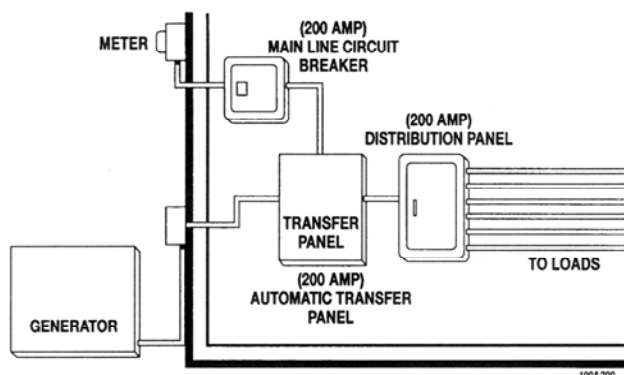 METER
(200 AMP)
MAIN LINE CIRCUIT
BREAKER
(200 AMP)
DISTRIBUTION PANEL
TRANSFER
PANEL
TO LOADS
(200 AMP)
AUTOMATIC TRANSFER
PANEL
GENERATOR